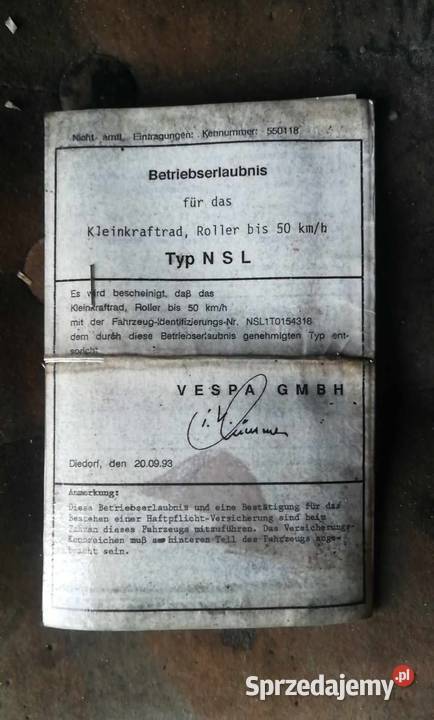 Nicht amtl. Eintragungen: Kennummer: 550118
Betriebserlaubnis
für das
Kleinkraftrad, Roller bis 50 km/h
Typ N S L
Es wird bescheinigt, daß das
Kleinkraftrad, Roller bis 50 km/h
mit der Fahrzeug-Identifizierungs-Nr. NSL1T0154318
dem durch diese Betriebserlaubnis genehmigten Typ ent-
spricht.
VESPA GMBH
Diedorf, den 20.09.93
Anmerkung:
Diese Betriebserlaubnis und eine Bestätigung für das
Bestehen einer Haftpflicht-Versicherung sind beim
Fahren dieses Fahrzeugs mitzuführen. Das Versicherungs-
Kennzeichen muß am hinteren Teil des Fahrzeugs ange-
bracht sein.
Sprzedajemy.pl